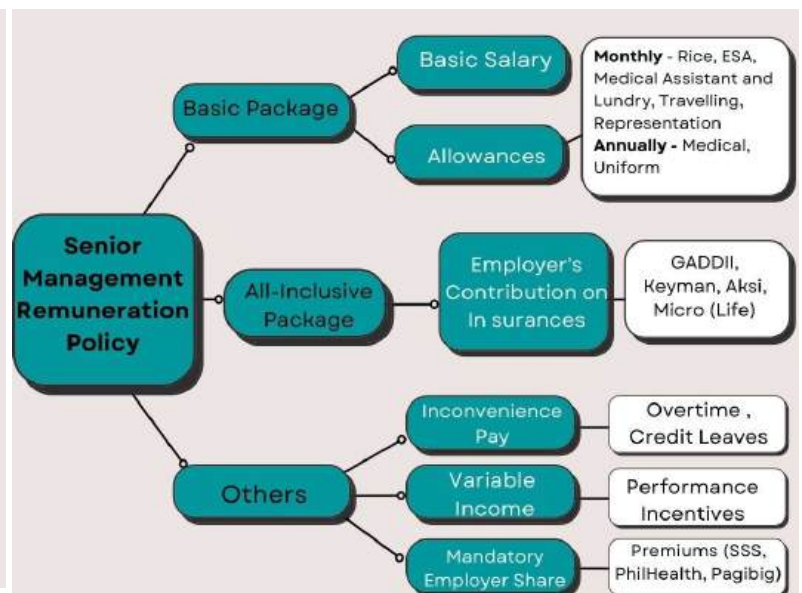 Senior
Management
Remuneration
Policy
Basic Package
Basic Salary
Allowances
Monthly - Rice, ESA,
Medical Assistant and
Lundry, Travelling,
Representation
Annually - Medical,
Uniform
All-Inclusive
Package
Employer's
Contribution on
In surances
GADDII,
Keyman, Aksi,
Micro (Life)
Others
Inconvenience
Pay
Overtime ,
Credit Leaves
Variable
Income
Performance
Incentives
Mandatory
Employer Share
Premiums (SSS,
PhilHealth, Pagibig)